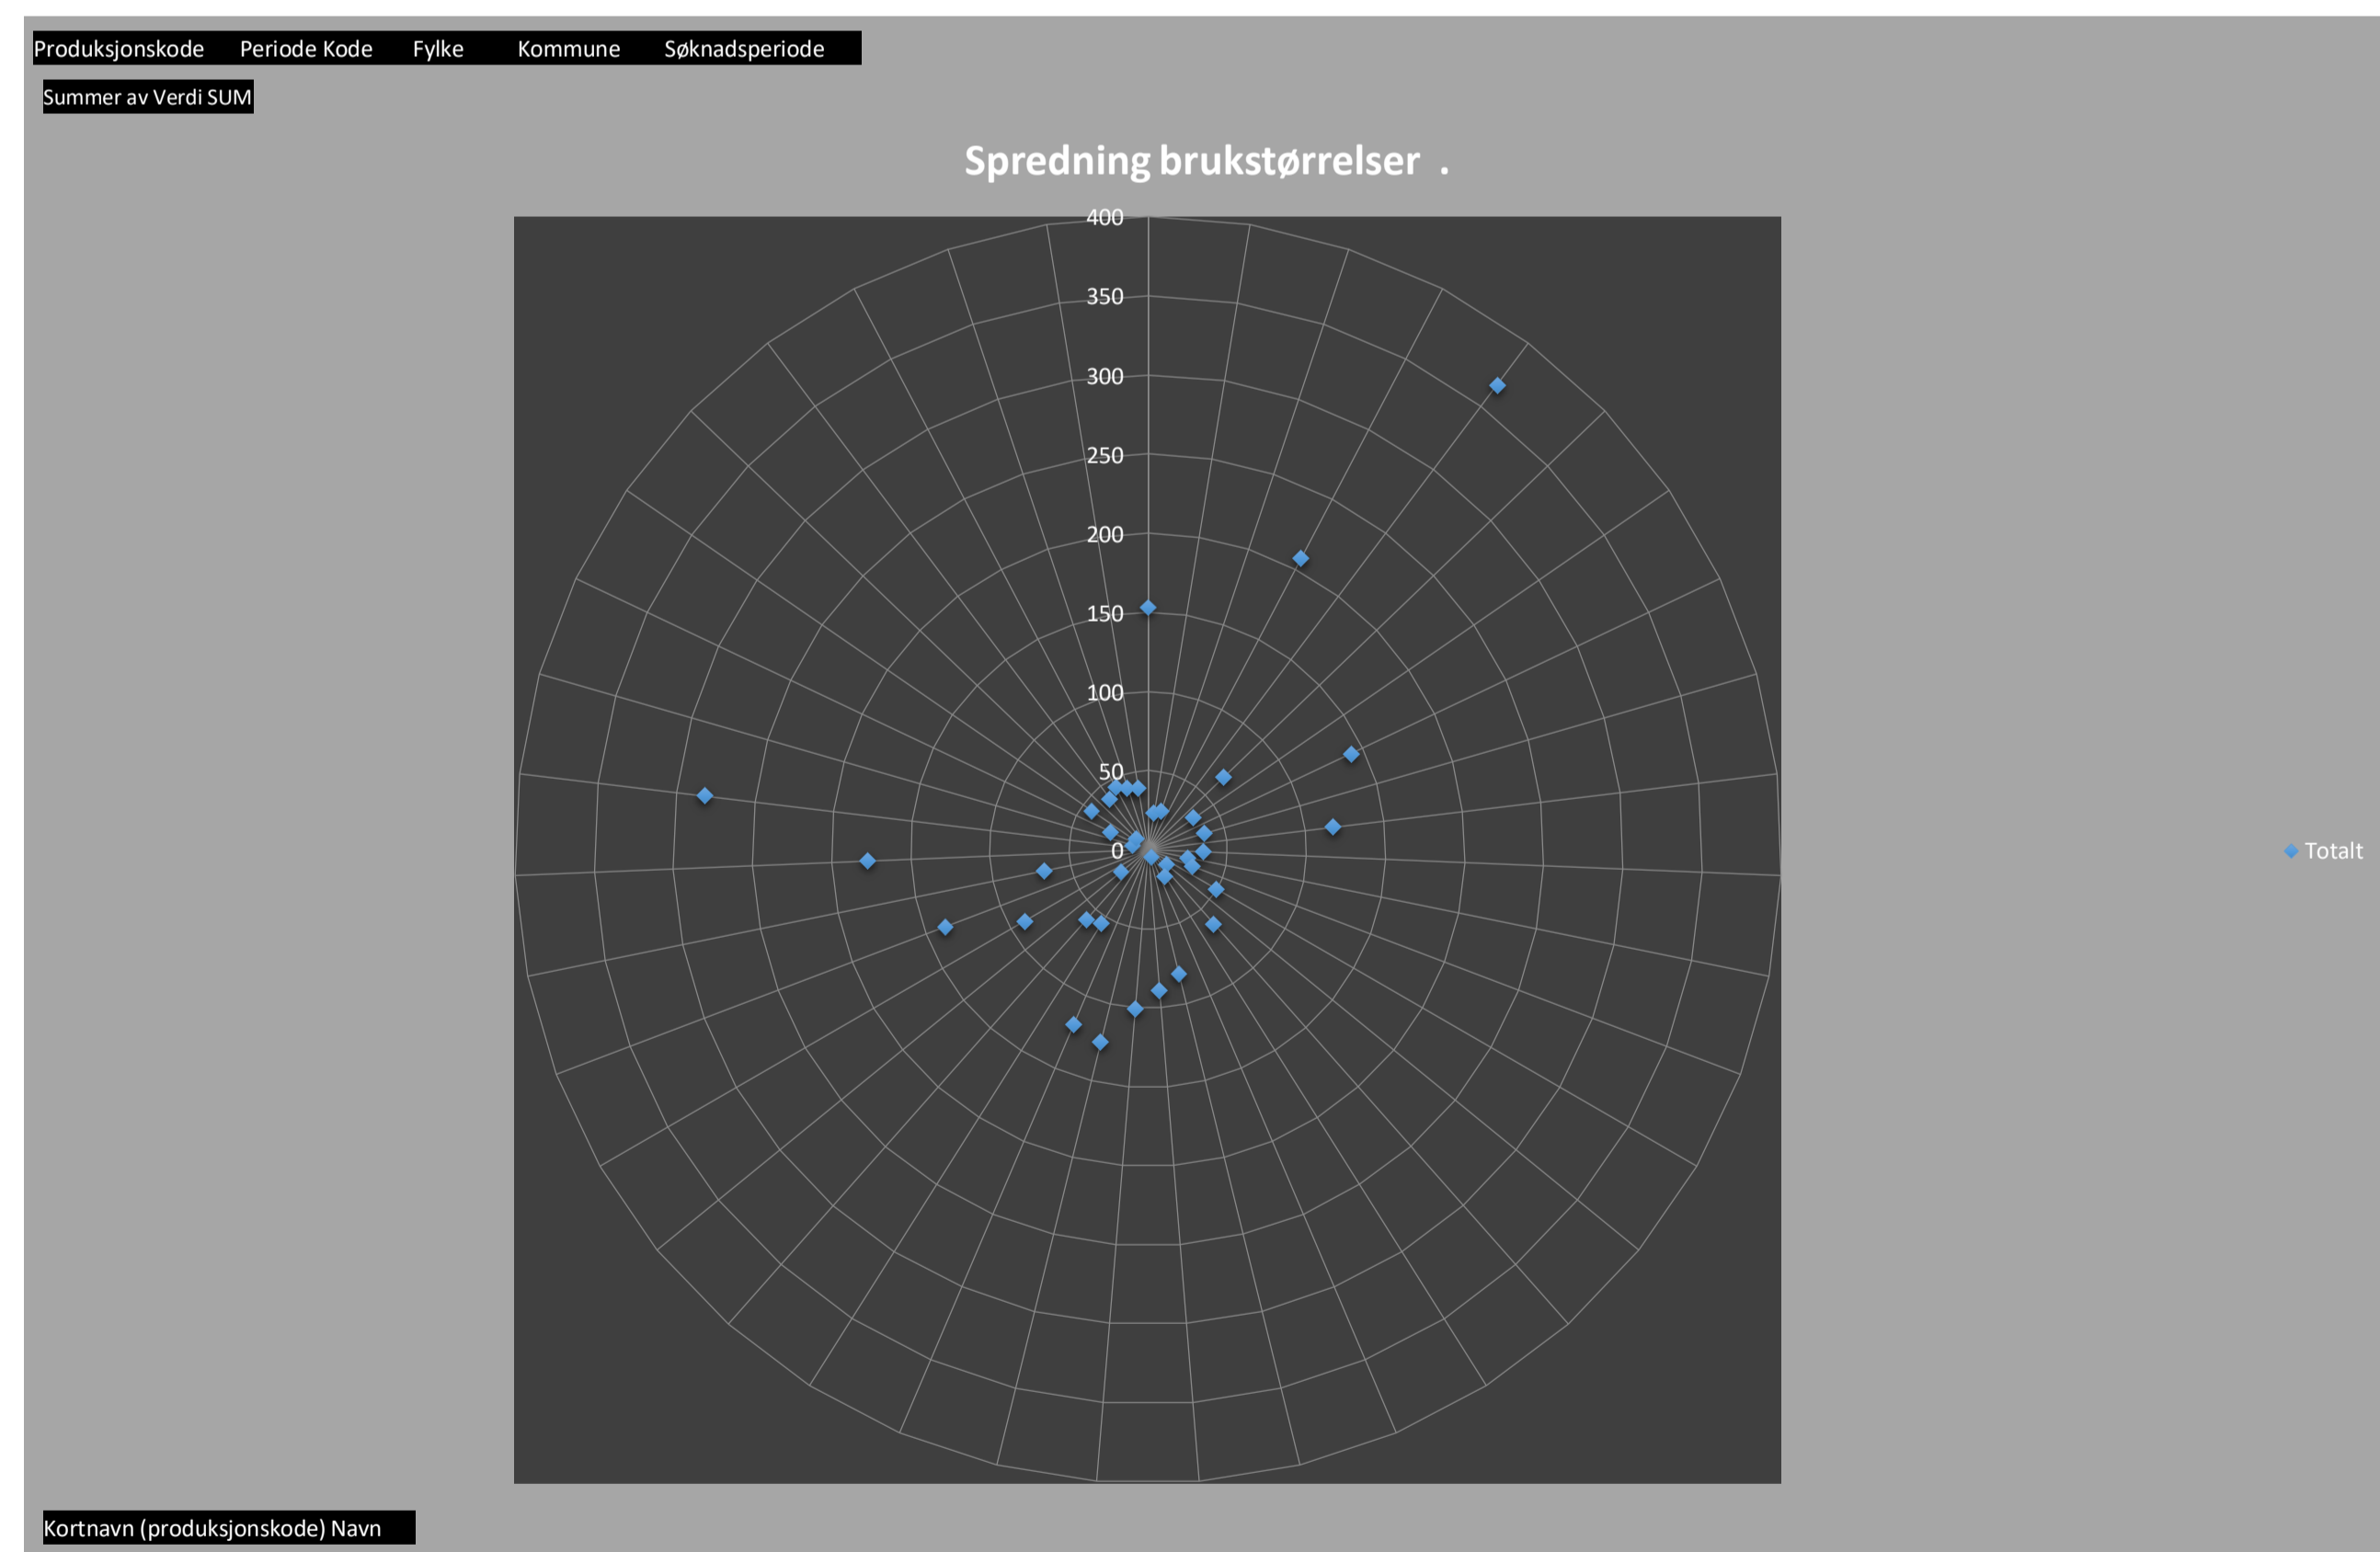 Produksjonskode Periode Kode Fylke Kommune Søknadsperiode
Summer av Verdi SUM
Spredning brukstørrelser .
400
350
300
250
200
150
100
50
0
Totalt
Kortnavn (produksjonskode) Navn